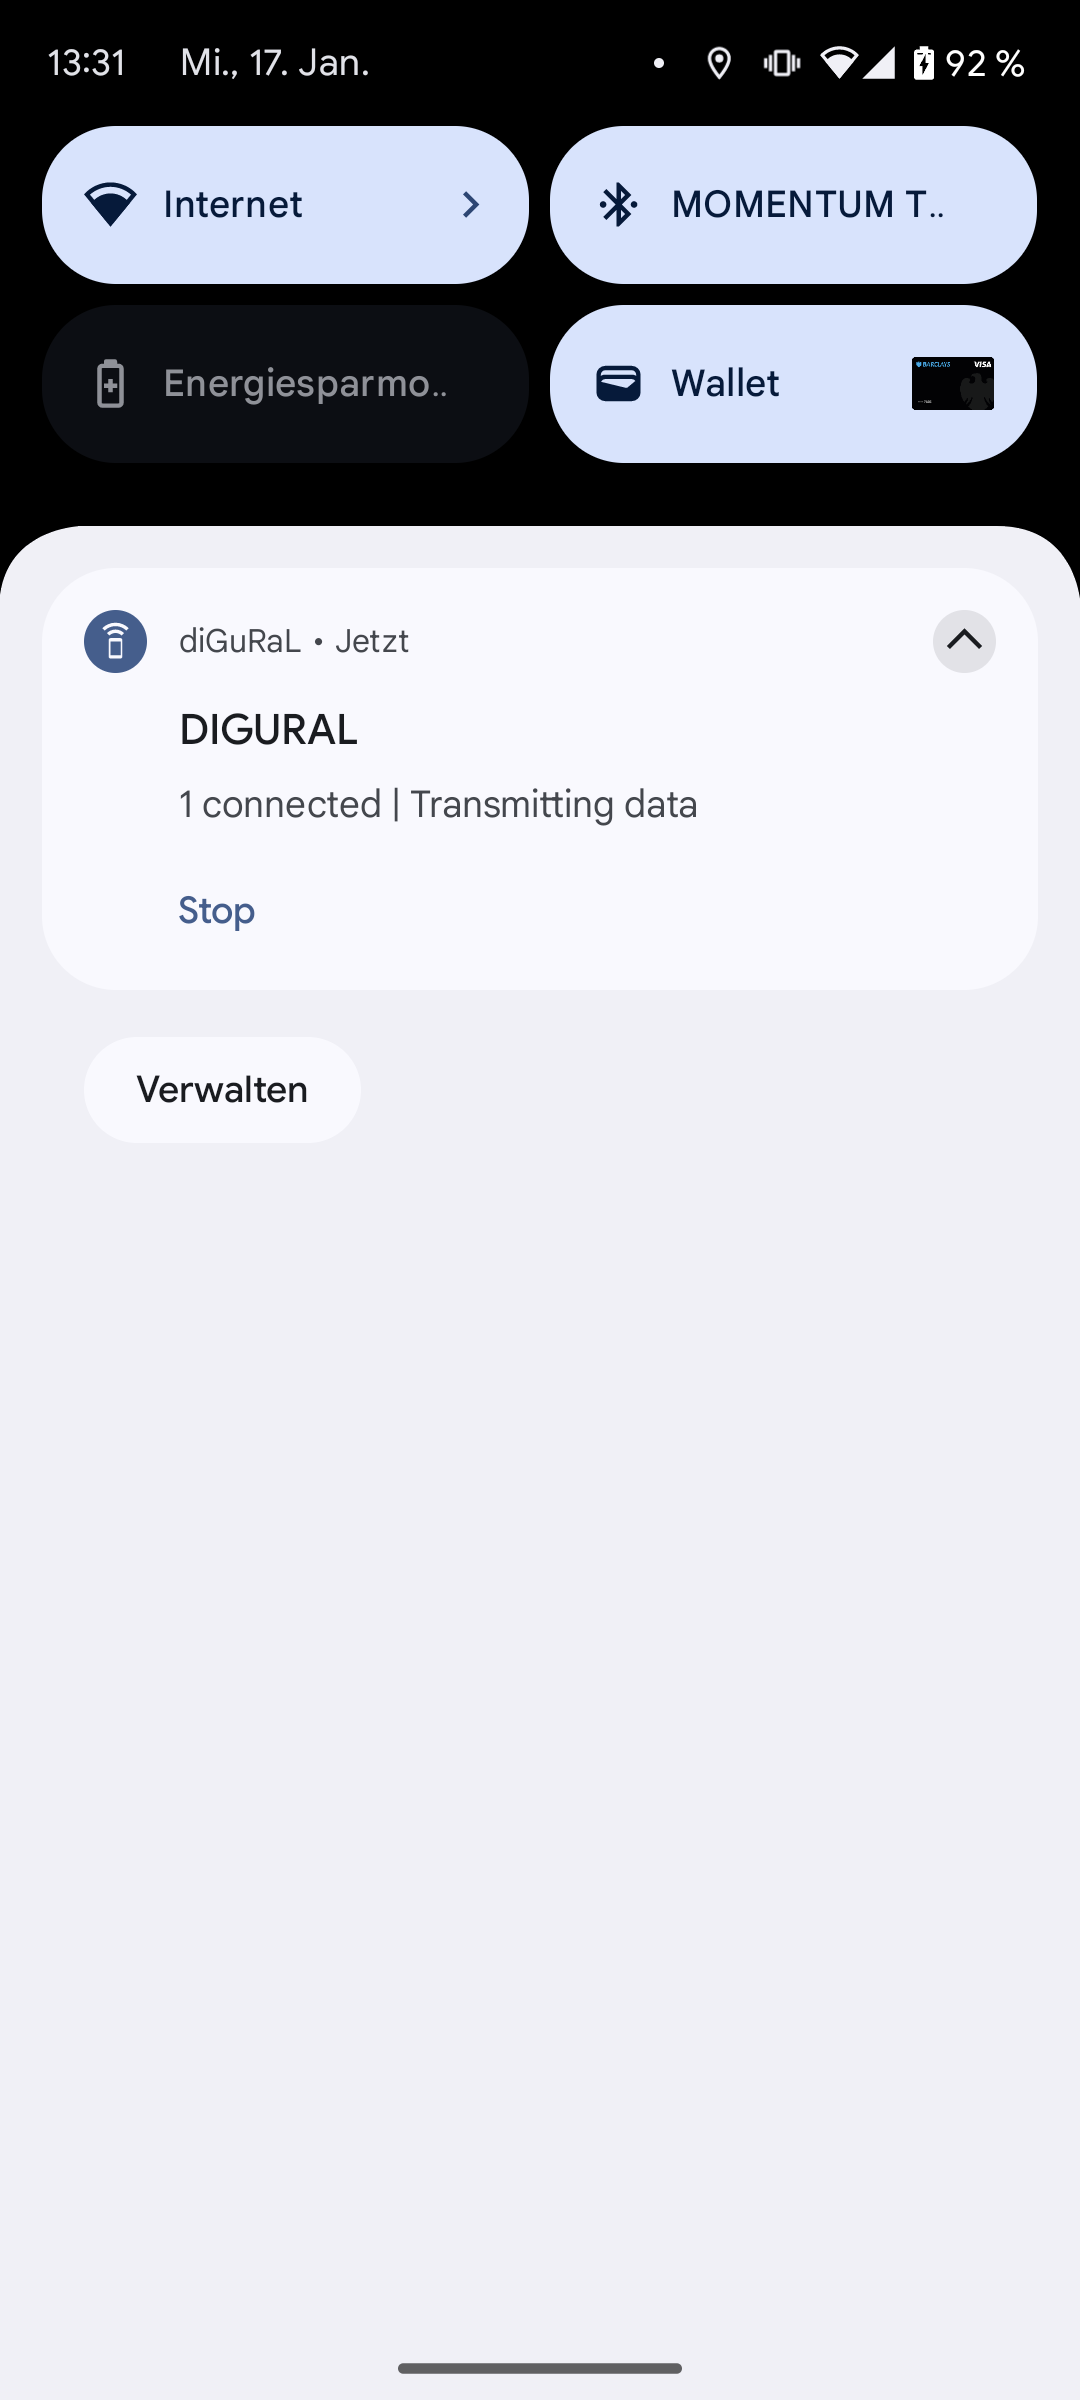 13:31 Mi., 17. Jan. 92 %
Internet
MOMENTUM T..
Energiesparmo..
Wallet
BARCLAYS VISA
diGuRaL • Jetzt
DIGURAL
1 connected | Transmitting data
Stop
Verwalten